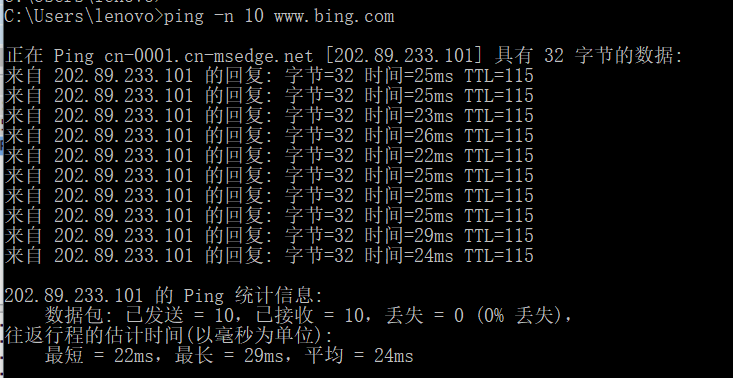 C:\Users\lenovo>ping -n 10 www.bing.com
正在 Ping cn-0001.cn-msedge.net [202.89.233.101] 具有 32 字节的数据:
来自 202.89.233.101 的回复: 字节=32 时间=25ms TTL=115
来自 202.89.233.101 的回复: 字节=32 时间=25ms TTL=115
来自 202.89.233.101 的回复: 字节=32 时间=23ms TTL=115
来自 202.89.233.101 的回复: 字节=32 时间=26ms TTL=115
来自 202.89.233.101 的回复: 字节=32 时间=22ms TTL=115
来自 202.89.233.101 的回复: 字节=32 时间=25ms TTL=115
来自 202.89.233.101 的回复: 字节=32 时间=25ms TTL=115
来自 202.89.233.101 的回复: 字节=32 时间=25ms TTL=115
来自 202.89.233.101 的回复: 字节=32 时间=29ms TTL=115
来自 202.89.233.101 的回复: 字节=32 时间=24ms TTL=115
202.89.233.101 的 Ping 统计信息:
数据包: 已发送 = 10，已接收 = 10，丢失 = 0 (0% 丢失)，
往返行程的估计时间(以毫秒为单位):
最短 = 22ms，最长 = 29ms，平均 = 24ms